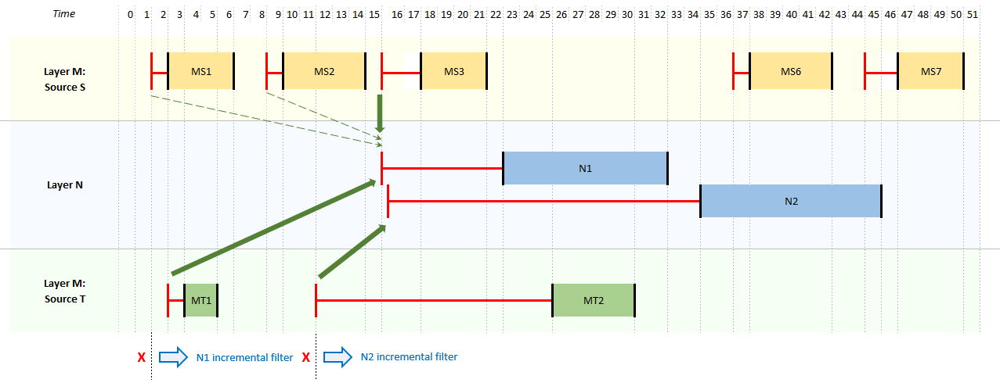 Time 0 1 2 3 4 5 6 7 8 9 10 11 12 13 14 15 16 17 18 19 20 21 22 23 24 25 26 27 28 29 30 31 32 33 34 35 36 37 38 39 40 41 42 43 44 45 46 47 48 49 50 51
Layer M:
Source S
MS1 MS2 MS3 MS6 MS7
N1
Layer N
N2
Layer M:
Source T
MT1 MT2
X N1 incremental filter X N2 incremental filter